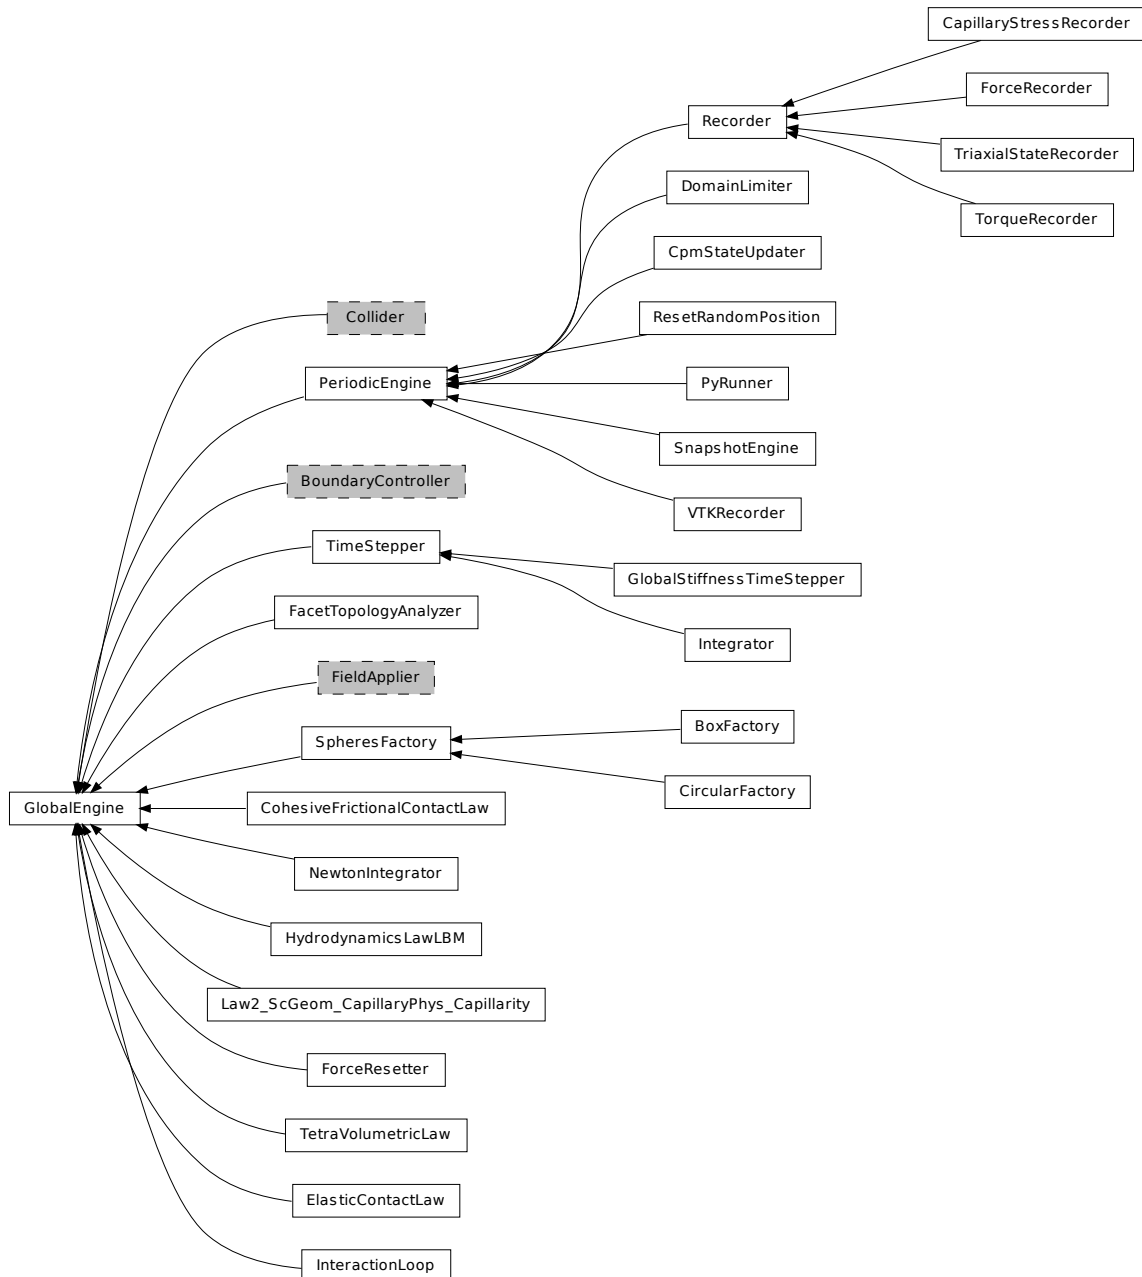 CapillaryStressRecorder
ForceRecorder
Recorder
TriaxialStateRecorder
DomainLimiter
TorqueRecorder
CpmStateUpdater
Collider
ResetRandomPosition
PeriodicEngine
PyRunner
SnapshotEngine
BoundaryController
VTKRecorder
TimeStepper
GlobalStiffnessTimeStepper
FacetTopologyAnalyzer
Integrator
FieldApplier
SpheresFactory
BoxFactory
CircularFactory
GlobalEngine
CohesiveFrictionalContactLaw
NewtonIntegrator
HydrodynamicsLawLBM
Law2_ScGeom_CapillaryPhys_Capillarity
ForceResetter
TetraVolumetricLaw
ElasticContactLaw
InteractionLoop